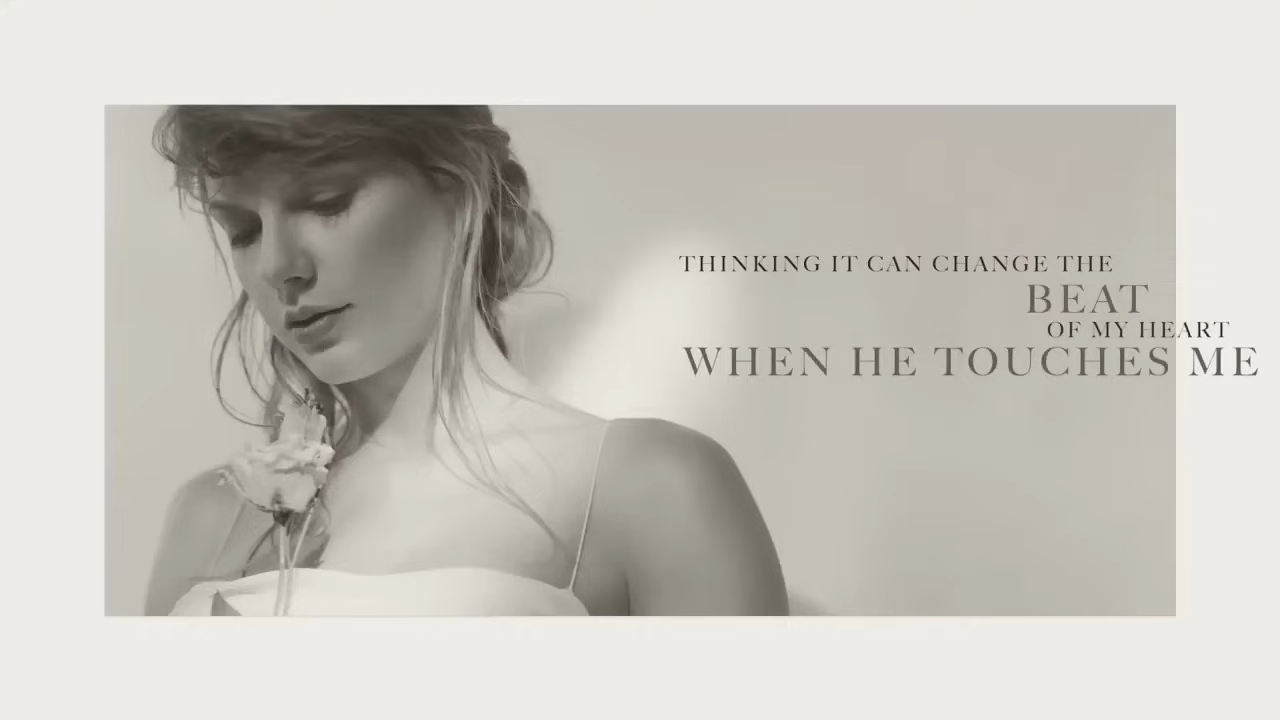 THINKING IT CAN CHANGE THE
BEAT
OF MY HEART
WHEN HE TOUCHES ME